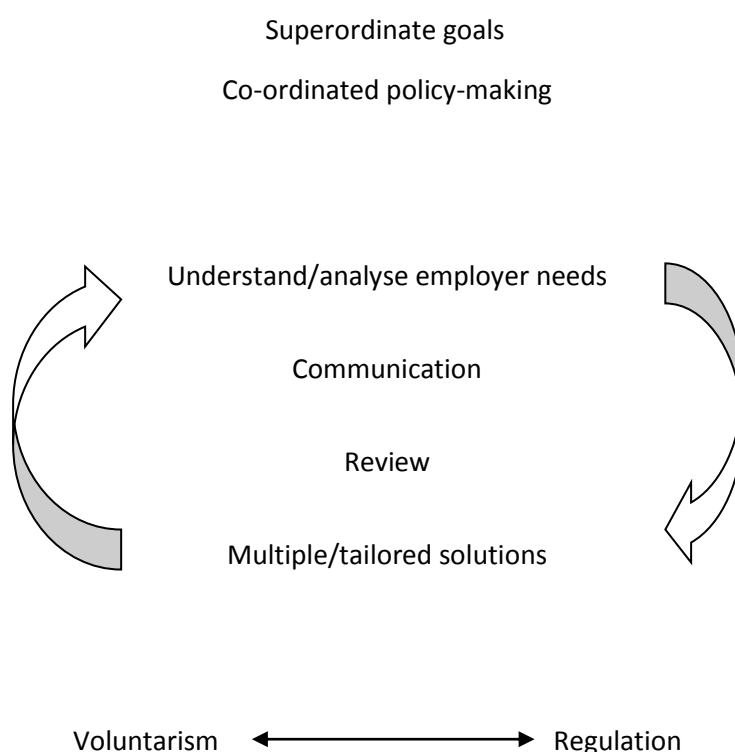 Superordinate goals
Co-ordinated policy-making
Understand/analyse employer needs
Communication
Review
Multiple/tailored solutions
Voluntarism Regulation